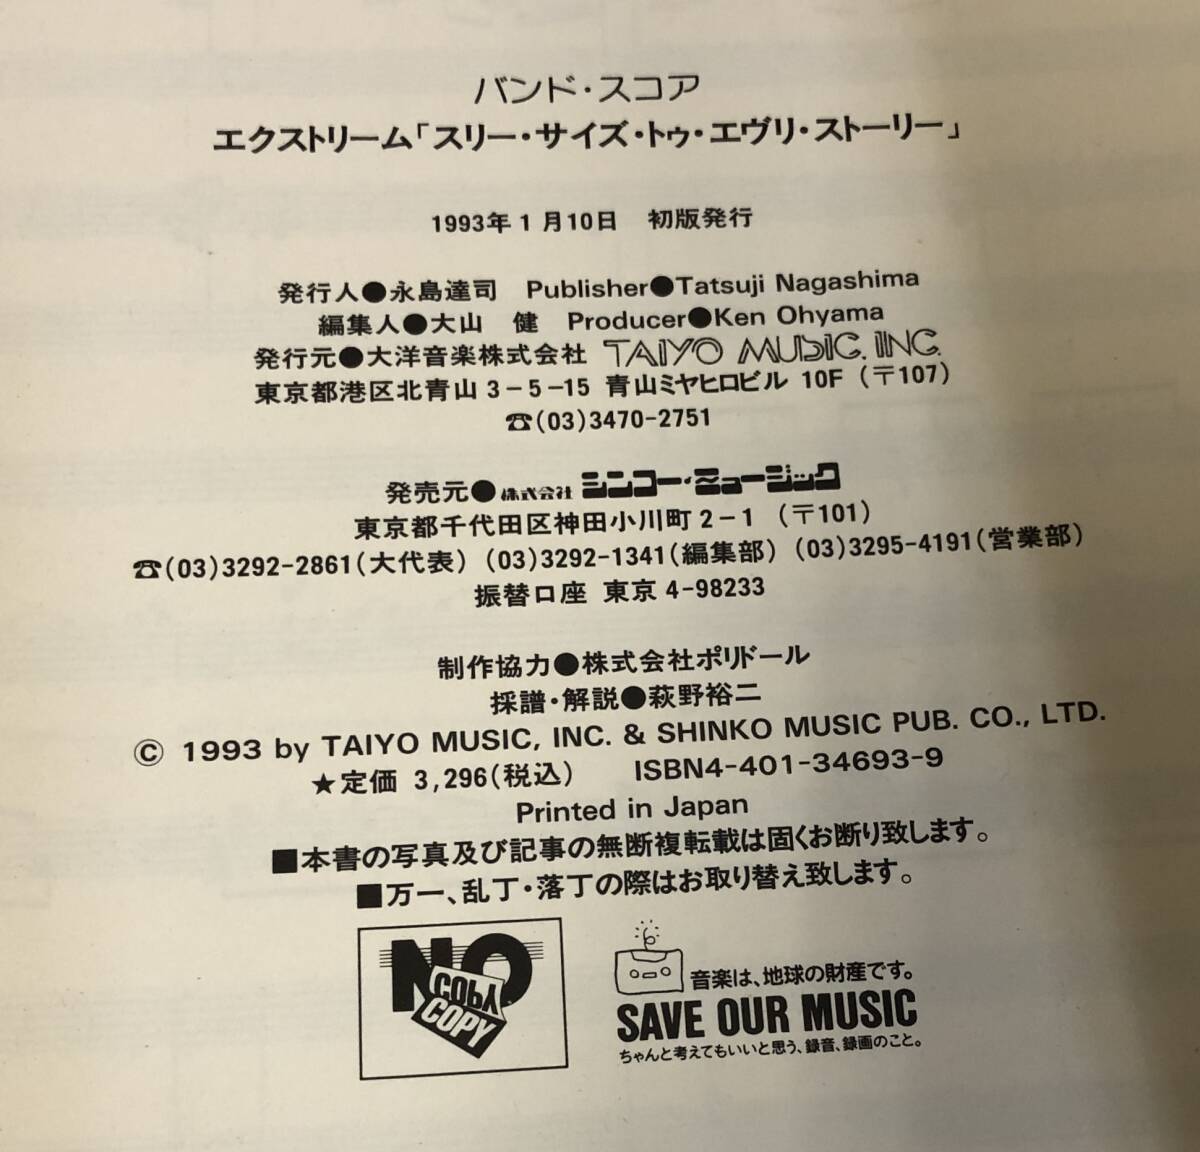 バンド・スコア
エクストリーム「スリー・サイズ・トゥ・エヴリ・ストーリー」
1993年1月10日　初版発行
発行人●永島達司　Publisher●Tatsuji Nagashima
編集人●大山　健　Producer●Ken Ohyama
発行元●大洋音楽株式会社 TAIYO MUSIC, INC.
東京都港区北青山3-5-15 青山ミヤヒロビル 10F (〒107)
☎(03)3470-2751
発売元●株式会社 シンコー・ミュージック
東京都千代田区神田小川町2-1 (〒101)
☎(03)3292-2861(大代表) (03)3292-1341(編集部) (03)3295-4191(営業部)
振替口座 東京4-98233
制作協力●株式会社ポリドール
採譜・解説●萩野裕二
© 1993 by TAIYO MUSIC, INC. & SHINKO MUSIC PUB. CO., LTD.
★定価 3,296(税込)　ISBN4-401-34693-9
Printed in Japan
■本書の写真及び記事の無断複転載は固くお断り致します。
■万一、乱丁・落丁の際はお取り替え致します。
NO
COPY
COPY
音楽は、地球の財産です。
SAVE OUR MUSIC
ちゃんと考えてもいいと思う、録音、録画のこと。